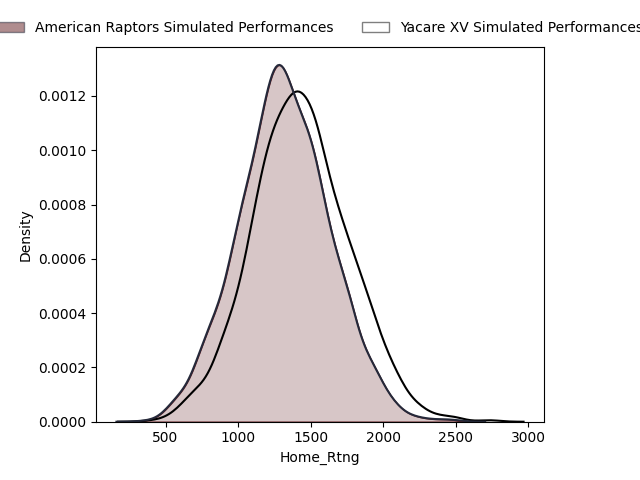 American Raptors Simulated Performances Yacare XV Simulated Performances
0.0012
0.0010
0.0008
0.0006
0.0004
0.0002
0.0000
Density
500 1000 1500 2000 2500 3000
Home_Rtng